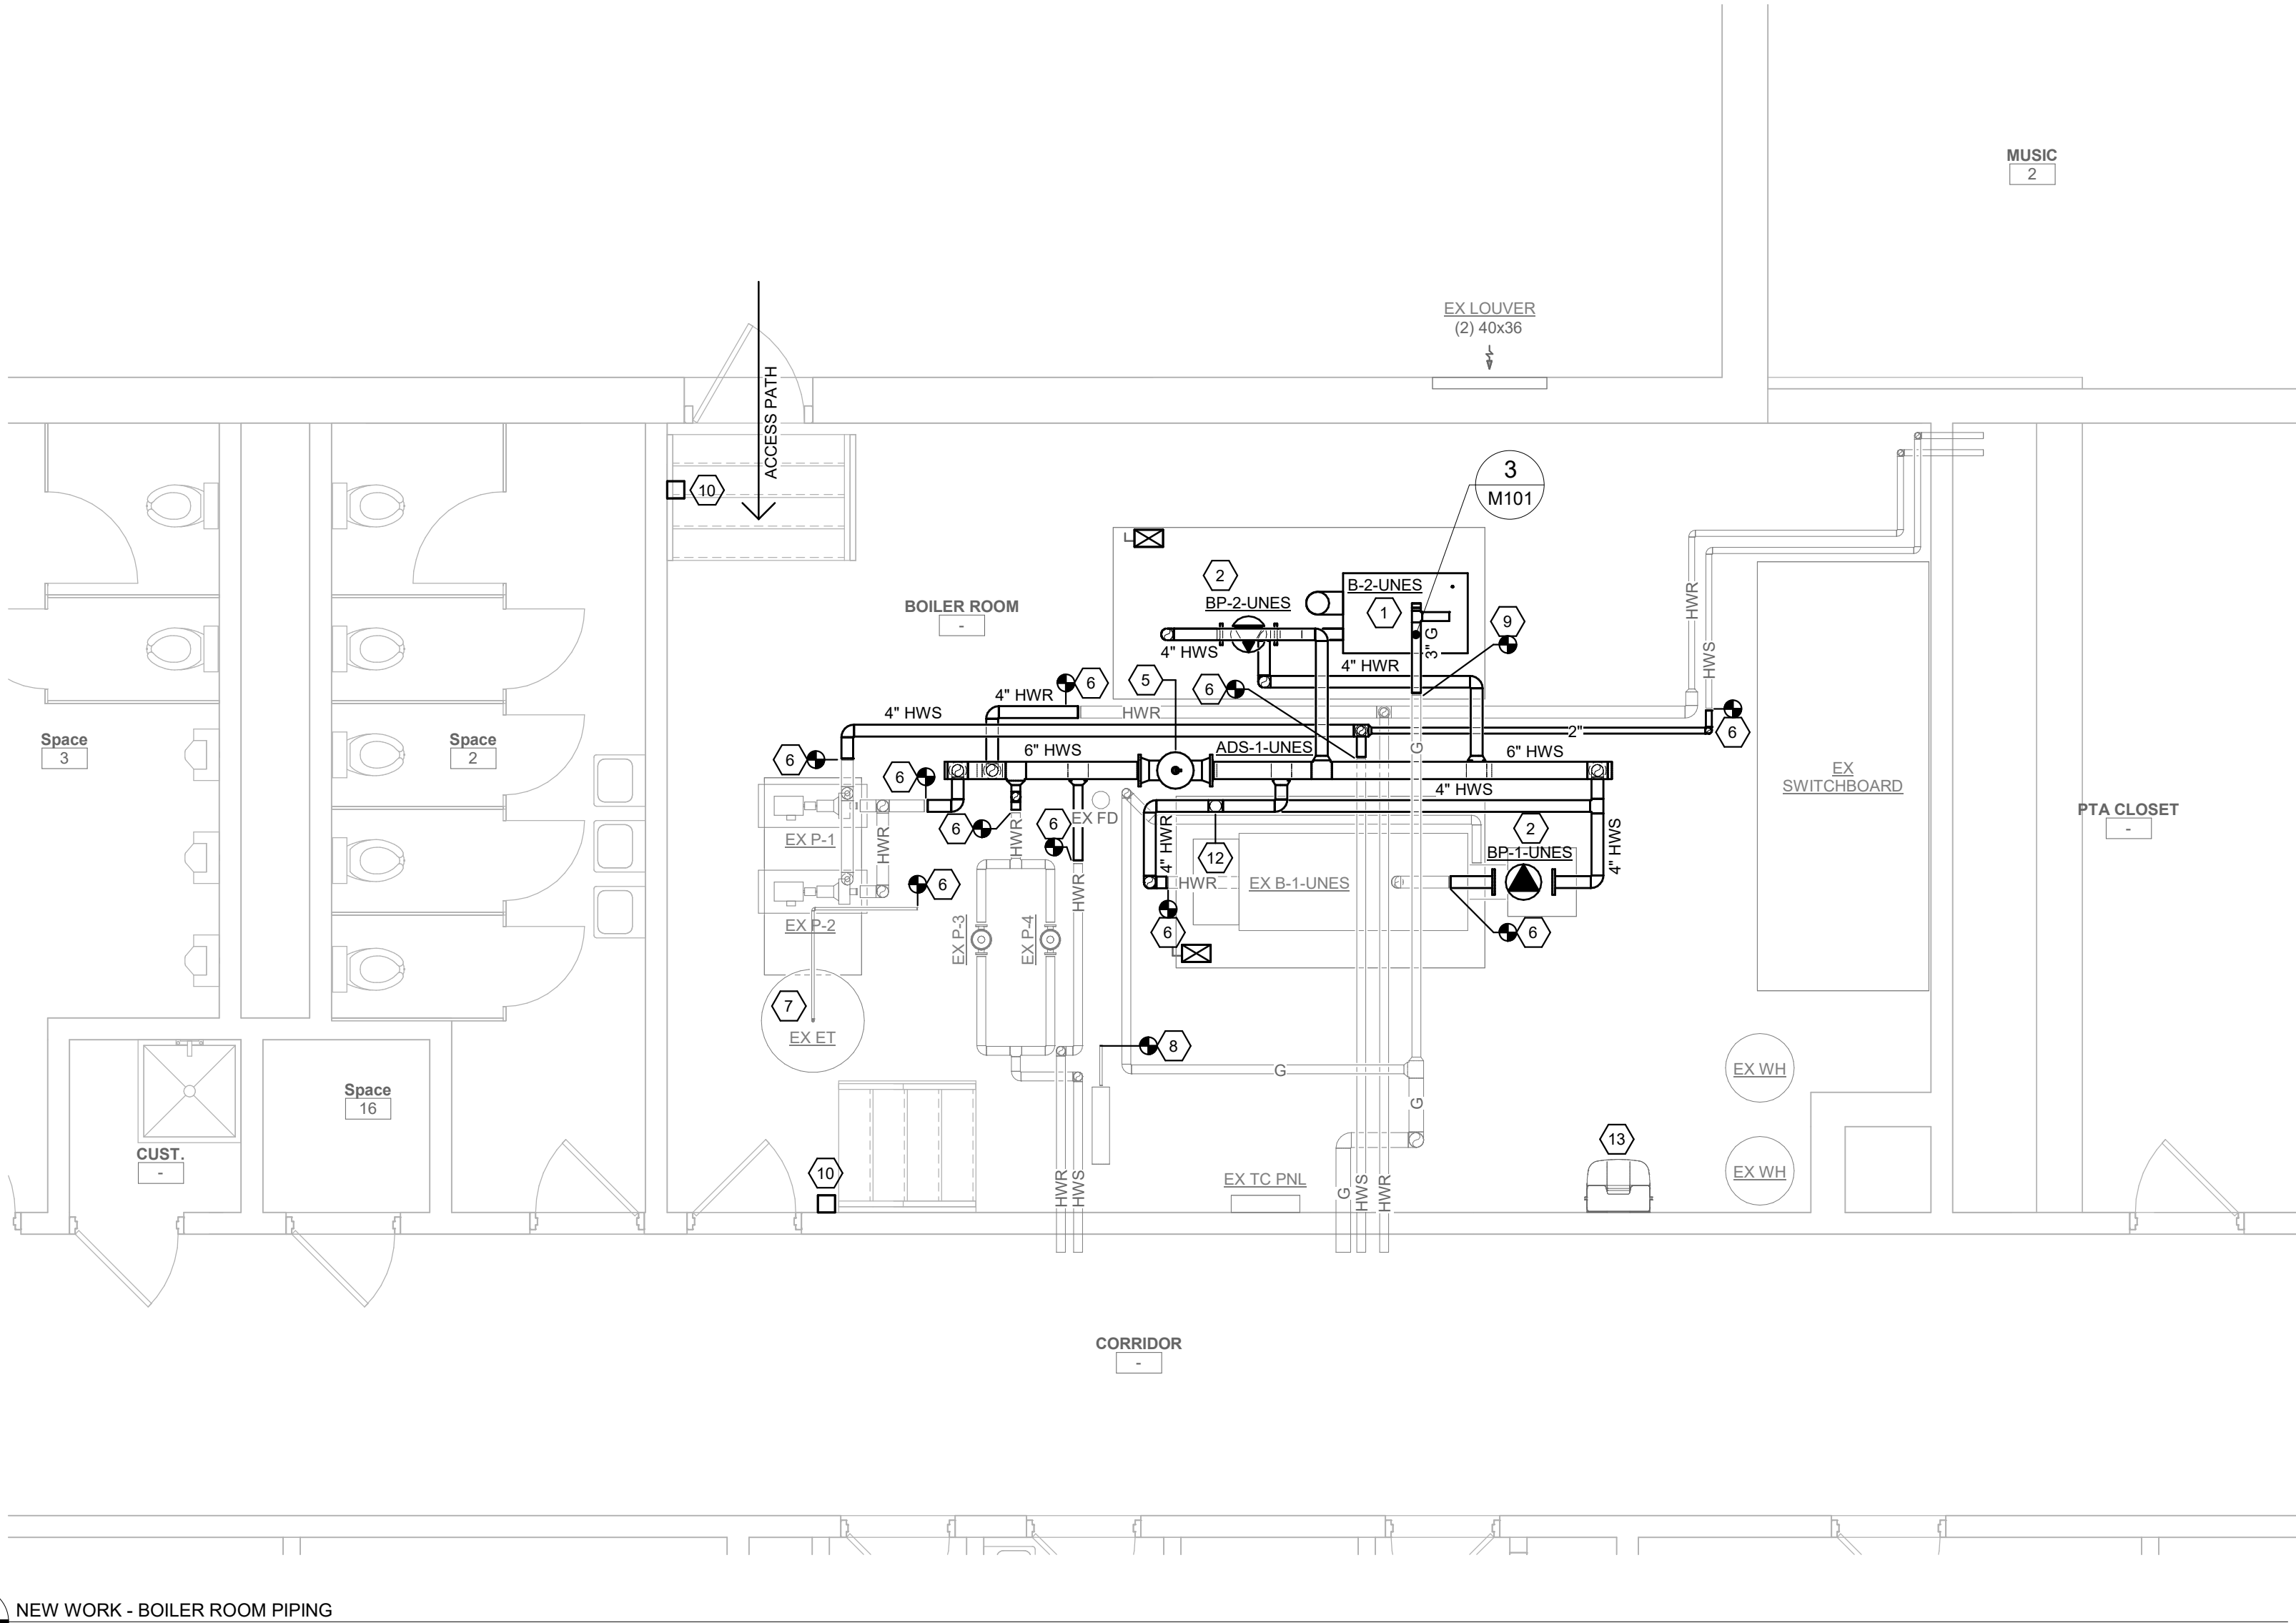 MUSIC
2
EX LOUVER
(2) 40x36
ACCESS PATH
3
M101
10
2
B-2-UNES
BP-2-UNES
1
BOILER ROOM
-
9
HWR
3" G
4" HWS
4" HWR
HWS
6
5
6
4" HWR
4" HWS
HWR
2"
6
Space
3
Space
2
6" HWS
ADS-1-UNES
G
6" HWS
6
6
EX
SWITCHBOARD
4" HWS
PTA CLOSET
-
EX FD
6
6
2
EX P-1
HWR
HWR
4" HWR
12
BP-1-UNES
4" HWS
HWR
EX B-1-UNES
6
HWR
EX P-2
EX P-3
EX P-4
6
6
7
EX ET
8
G
EX WH
Space
16
G
13
CUST.
-
10
EX TC PNL
EX WH
HWR
HWS
G
HWS
HWR
CORRIDOR
-
NEW WORK - BOILER ROOM PIPING